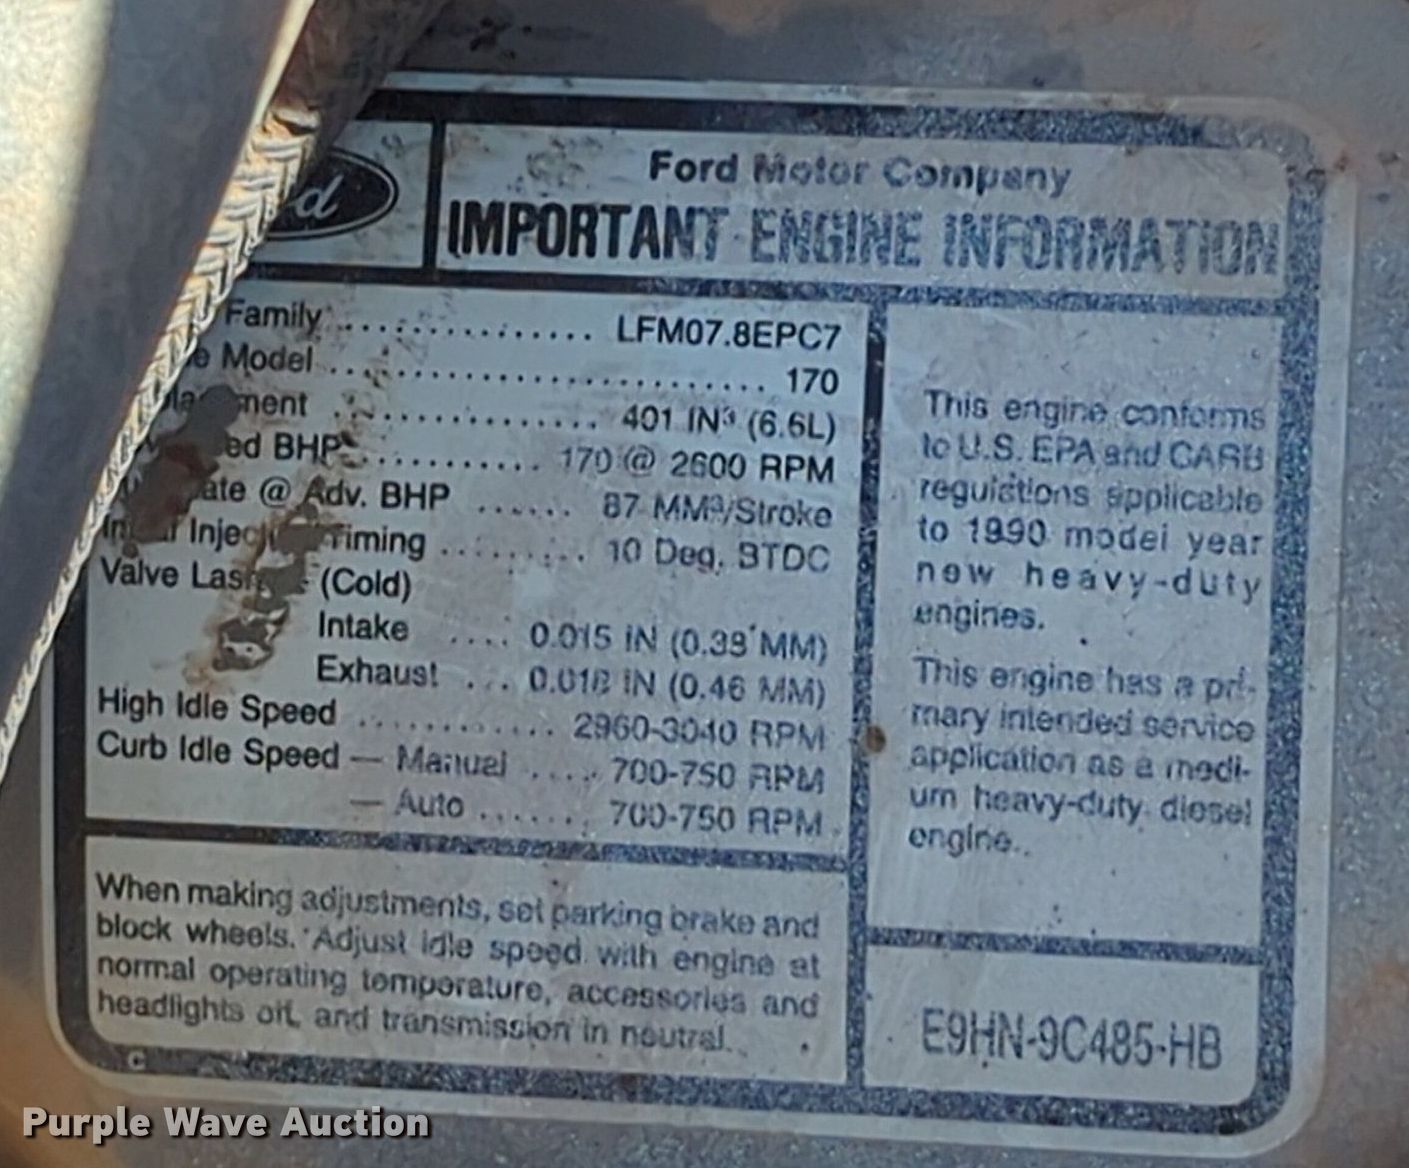 Ford Motor Company
IMPORTANT ENGINE INFORMATION
Family ............... LFM07.8EPC7
Model ........................... 170
401 IN³ (6.6L)
BHP .......... 170 @ 2600 RPM
@ Adv. BHP ...... 87 MM³/Stroke
Timing ......... 10 Deg. BTDC
Valve Lash (Cold)
Intake .... 0.015 IN (0.38 MM)
Exhaust ... 0.018 IN (0.46 MM)
High Idle Speed ........... 2960-3040 RPM
Curb Idle Speed — Manual ..... 700-750 RPM
— Auto ....... 700-750 RPM
When making adjustments, set parking brake and
block wheels. Adjust idle speed with engine at
normal operating temperature, accessories and
headlights off, and transmission in neutral.
C
This engine conforms
to U.S. EPA and CARB
regulations applicable
to 1990 model year
new heavy-duty
engines.
This engine has a pri-
mary intended service
application as a medi-
um heavy-duty diesel
engine.
E9HN-9C485-HB
Purple Wave Auction